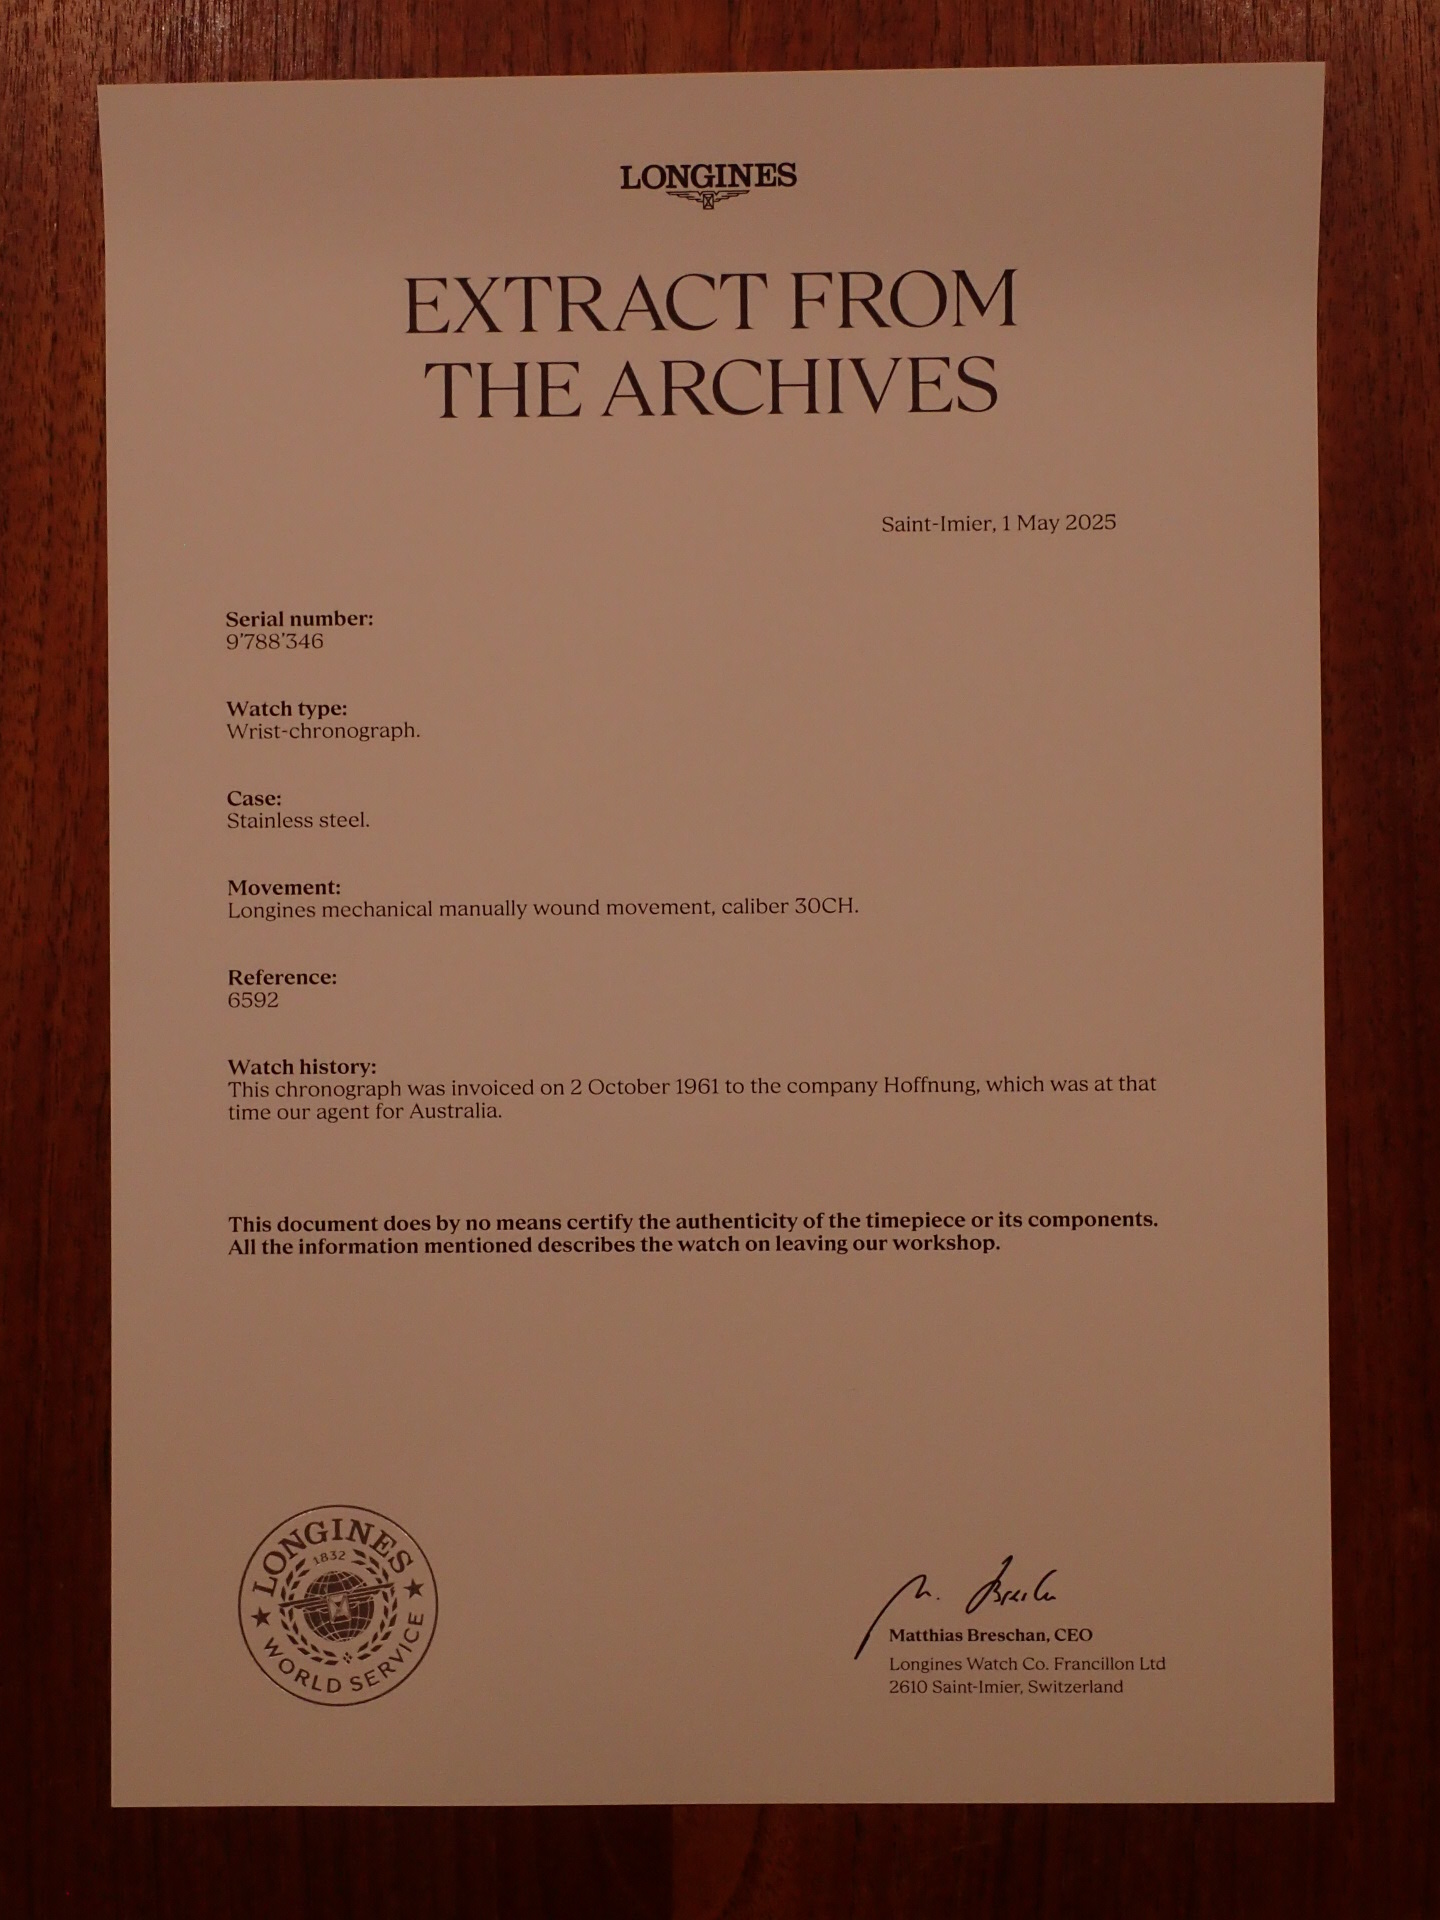 LONGINES
EXTRACT FROM
THE ARCHIVES
Saint-Imier, 1 May 2025
Serial number:
9'788'346
Watch type:
Wrist-chronograph.
Case:
Stainless steel.
Movement:
Longines mechanical manually wound movement, caliber 30CH.
Reference:
6592
Watch history:
This chronograph was invoiced on 2 October 1961 to the company Hoffnung, which was at that
time our agent for Australia.
This document does by no means certify the authenticity of the timepiece or its components.
All the information mentioned describes the watch on leaving our workshop.
LONGINES
1832
WORLD SERVICE
Matthias Breschan, CEO
Longines Watch Co. Francillon Ltd
2610 Saint-Imier, Switzerland